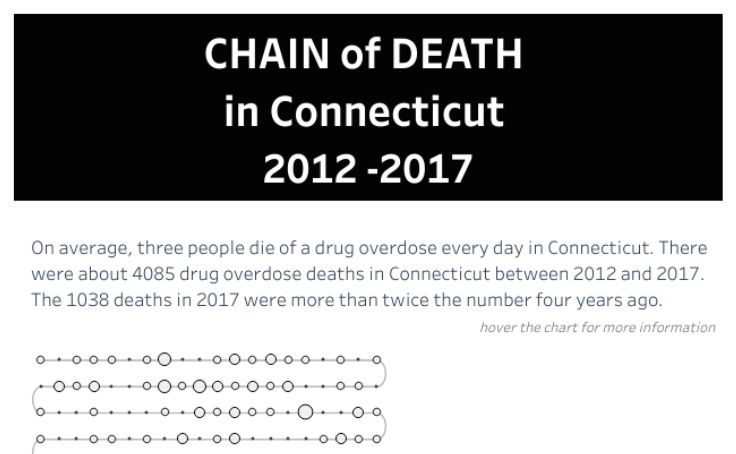 CHAIN of DEATH
in Connecticut
2012 -2017
On average, three people die of a drug overdose every day in Connecticut. There
were about 4085 drug overdose deaths in Connecticut between 2012 and 2017.
The 1038 deaths in 2017 were more than twice the number four years ago.
hover the chart for more information